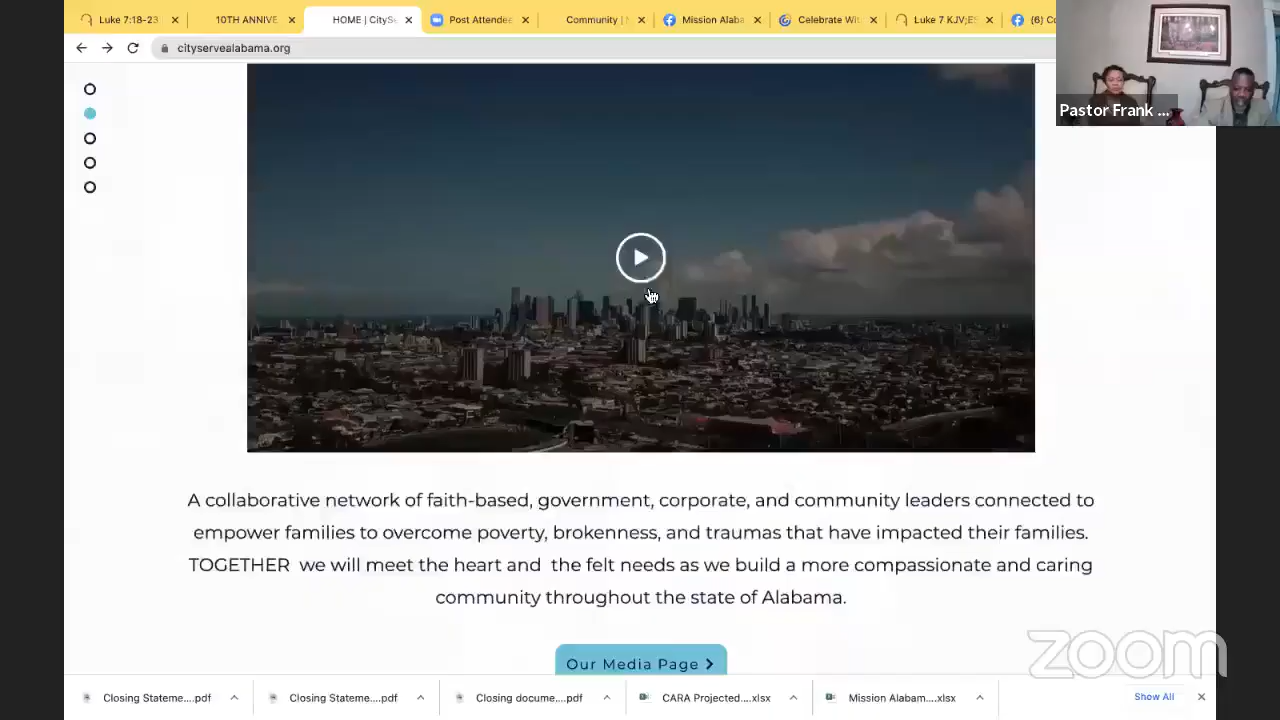 Luke 7:18-23
10TH ANNIVE
HOME | CitySe
Post Attendee
Community |
Mission Alaba
Celebrate Wit
Luke 7 KJV;ES
(6) Co
cityservealabama.org
Pastor Frank ...
A collaborative network of faith-based, government, corporate, and community leaders connected to
empower families to overcome poverty, brokenness, and traumas that have impacted their families.
TOGETHER we will meet the heart and the felt needs as we build a more compassionate and caring
community throughout the state of Alabama.
Our Media Page
zoom
Closing Stateme....pdf
Closing Stateme....pdf
Closing docume....pdf
CARA Projected....xlsx
Mission Alabam....xlsx
Show All